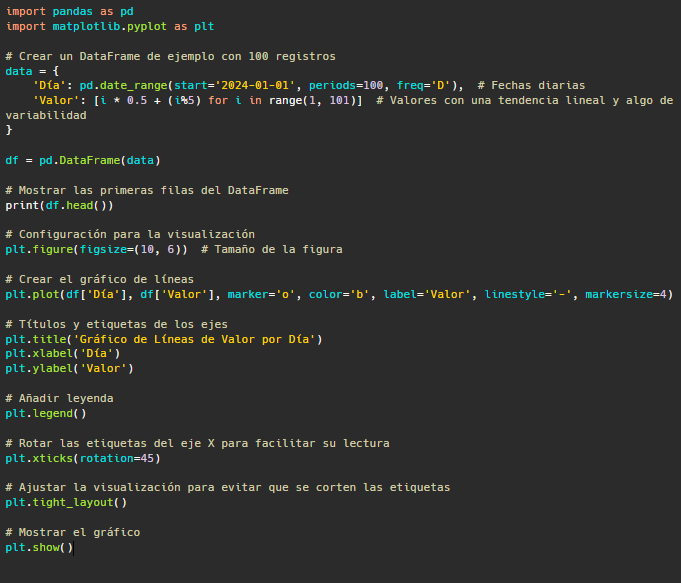 import pandas as pd
import matplotlib.pyplot as plt

# Crear un DataFrame de ejemplo con 100 registros
data = {
    'Día': pd.date_range(start='2024-01-01', periods=100, freq='D'),  # Fechas diarias
    'Valor': [i * 0.5 + (i%5) for i in range(1, 101)]  # Valores con una tendencia lineal y algo de
variabilidad
}

df = pd.DataFrame(data)

# Mostrar las primeras filas del DataFrame
print(df.head())

# Configuración para la visualización
plt.figure(figsize=(10, 6))  # Tamaño de la figura

# Crear el gráfico de líneas
plt.plot(df['Día'], df['Valor'], marker='o', color='b', label='Valor', linestyle='-', markersize=4)

# Títulos y etiquetas de los ejes
plt.title('Gráfico de Líneas de Valor por Día')
plt.xlabel('Día')
plt.ylabel('Valor')

# Añadir leyenda
plt.legend()

# Rotar las etiquetas del eje X para facilitar su lectura
plt.xticks(rotation=45)

# Ajustar la visualización para evitar que se corten las etiquetas
plt.tight_layout()

# Mostrar el gráfico
plt.show()